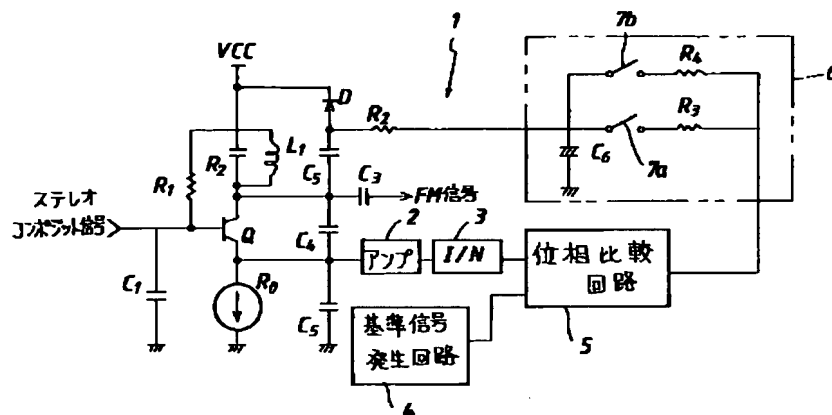 7b
1
VCC
R4
6
D
R2
R3
L1
R2
C6
7a
R1
C5
C3
FM信号
ステレオ
コンポジット信号
2
3
Q
C4
アンプ
I/N
位相比較
回路
C1
R0
C5
基準信号
発生回路
5
4